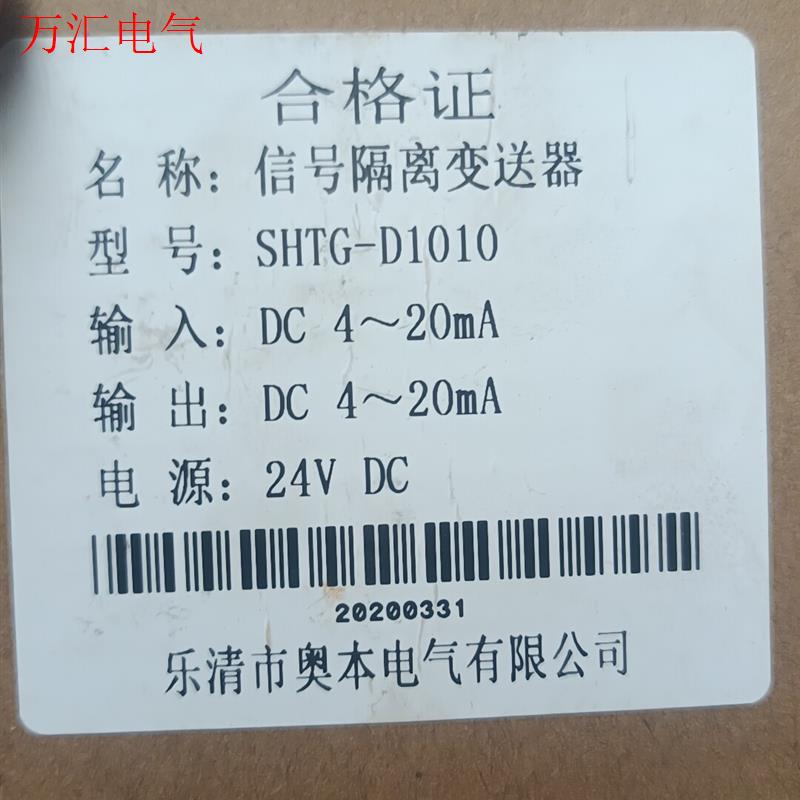 万汇电气
合格证
名 称：信号隔离变送器
型 号：SHTG-D1010
输 入：DC 4～20mA
输 出：DC 4～20mA
电 源：24V DC
20200331
乐清市奥本电气有限公司